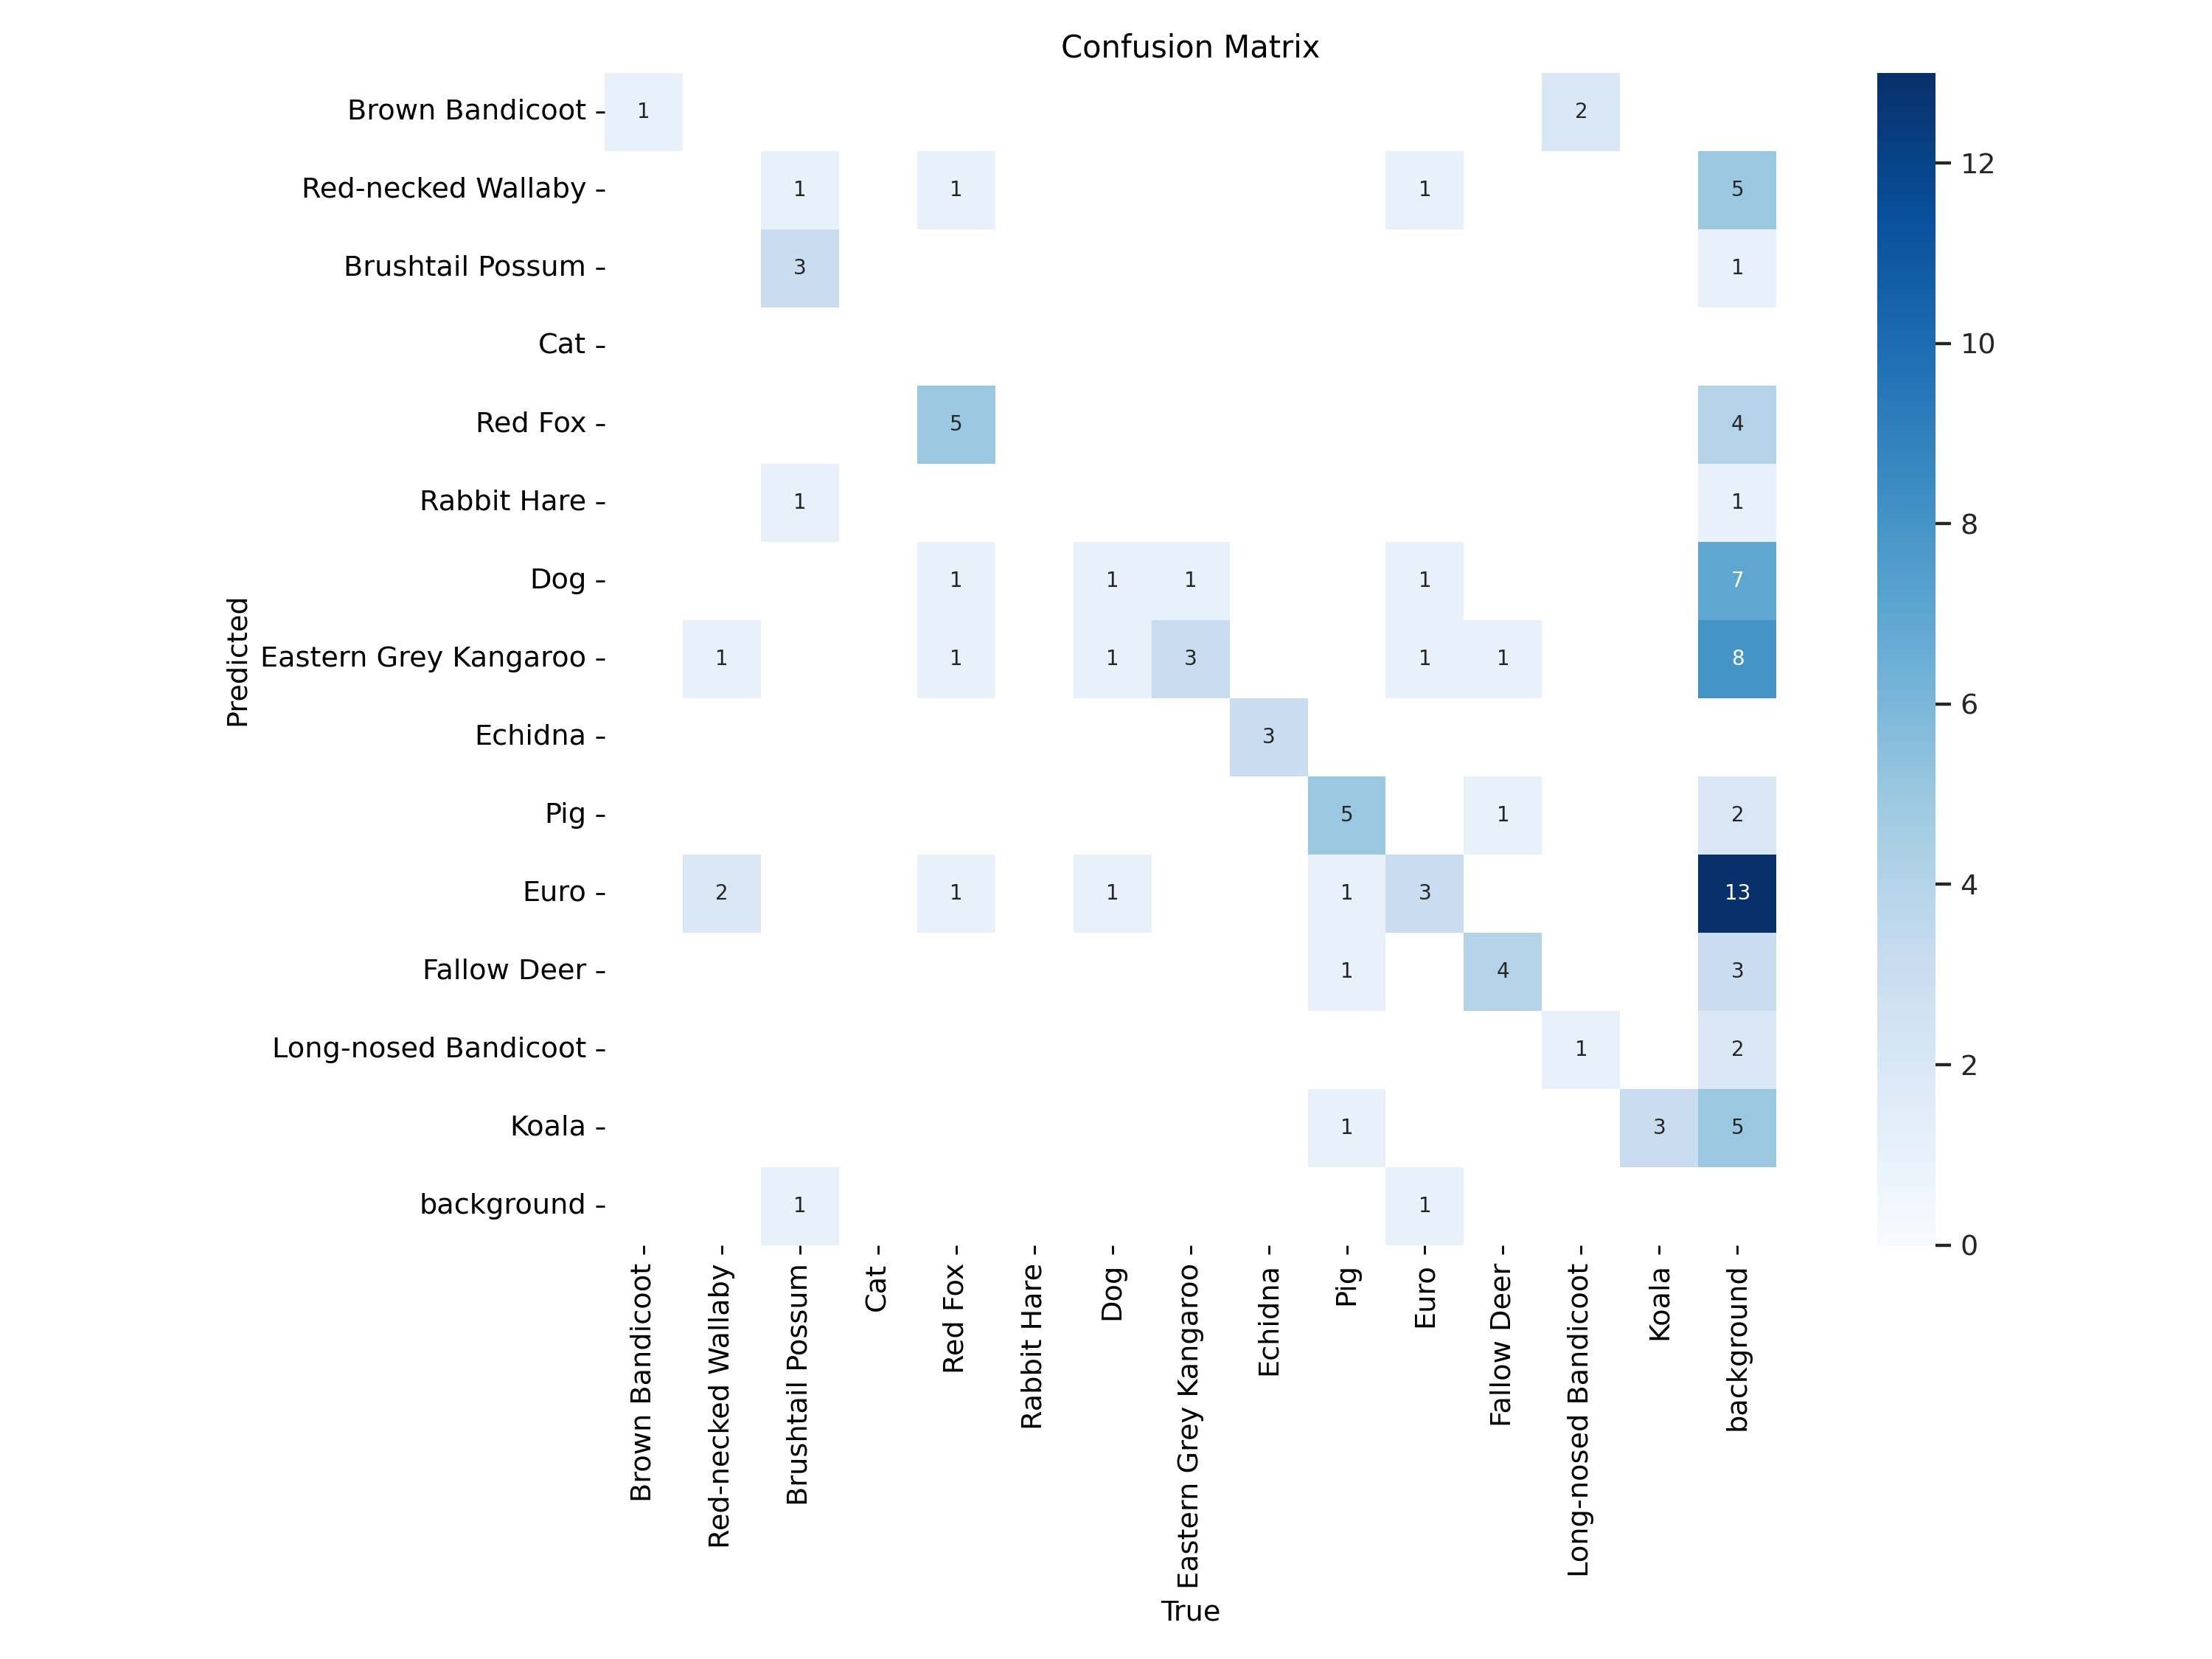 Confusion Matrix
Brown Bandicoot 1 2
Red-necked Wallaby 1 1 1 5
Brushtail Possum 3 1
Cat
Red Fox 5 4
Rabbit Hare 1 1
Dog 1 1 1 1 7
Eastern Grey Kangaroo 1 1 1 3 1 1 8
Echidna 3
Pig 5 1 2
Euro 2 1 1 1 3 13
Fallow Deer 1 4 3
Long-nosed Bandicoot 1 2
Koala 1 3 5
background 1 1
Predicted
Brown Bandicoot
Red-necked Wallaby
Brushtail Possum
Cat
Red Fox
Rabbit Hare
Dog
Eastern Grey Kangaroo
Echidna
Pig
Euro
Fallow Deer
Long-nosed Bandicoot
Koala
background
True
12
10
8
6
4
2
0